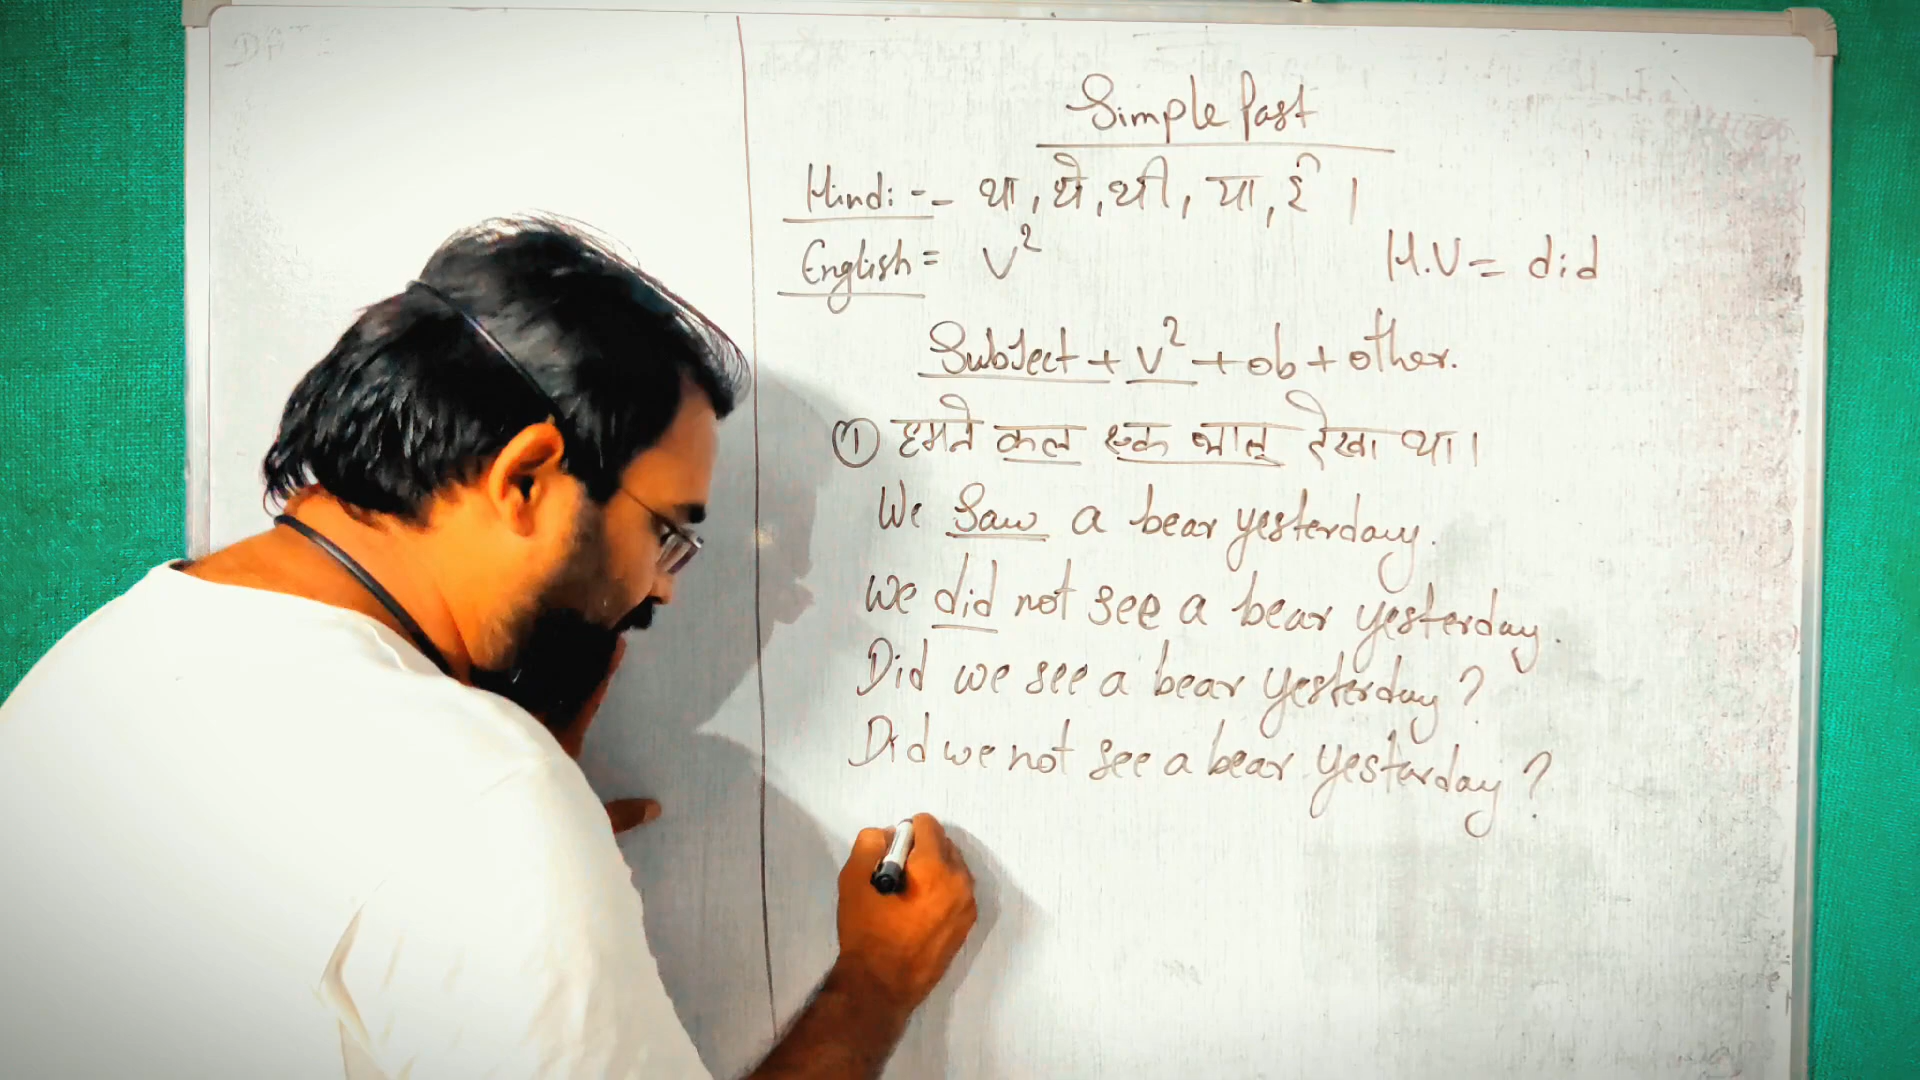 Simple Past
Hindi :-- था, थे, थी, या, ई ।
English = V²
H.V = did
Subject + V² + ob + other.
① हमने कल एक भालू देखा था।
We Saw a bear yesterday.
We did not see a bear yesterday.
Did we see a bear yesterday?
Did we not see a bear yesterday?